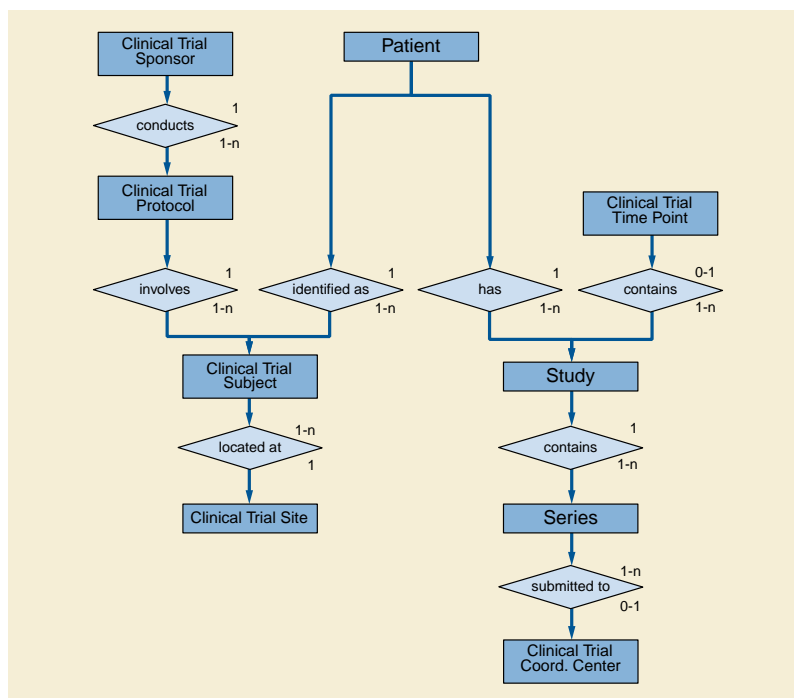 Clinical Trial
Sponsor
Patient
conducts
1
1-n
Clinical Trial
Protocol
Clinical Trial
Time Point
involves
1
1-n
identified as
1
1-n
has
1
1-n
contains
0-1
1-n
Clinical Trial
Subject
Study
located at
1-n
1
contains
1
1-n
Clinical Trial Site
Series
submitted to
1-n
0-1
Clinical Trial
Coord. Center